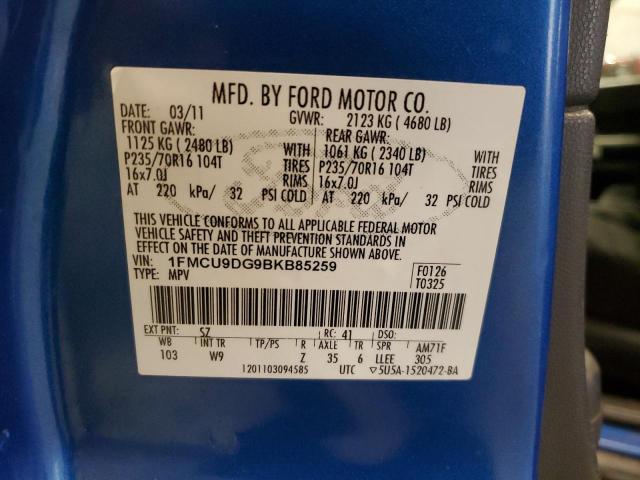 MFD. BY FORD MOTOR CO.
DATE: 03/11 GVWR: 2123 KG ( 4680 LB)
FRONT GAWR: REAR GAWR:
1125 KG ( 2480 LB) WITH 1061 KG ( 2340 LB) WITH
P235/70R16 104T TIRES P235/70R16 104T TIRES
16x7.0J RIMS 16x7.0J RIMS
AT 220 kPa/ 32 PSI COLD AT 220 kPa/ 32 PSI COLD
THIS VEHICLE CONFORMS TO ALL APPLICABLE FEDERAL MOTOR
VEHICLE SAFETY AND THEFT PREVENTION STANDARDS IN
EFFECT ON THE DATE OF MANUFACTURE SHOWN ABOVE.
VIN: 1FMCU9DG9BKB85259 F0126
TYPE: MPV T0325
EXT PNT: SZ RC: 41 DSO:
WB INT TR TP/PS R AXLE TR SPR AM71F
103 W9 Z 35 6 LLEE 305
1201103094585 UTC ▽5U5A-1520472-BA